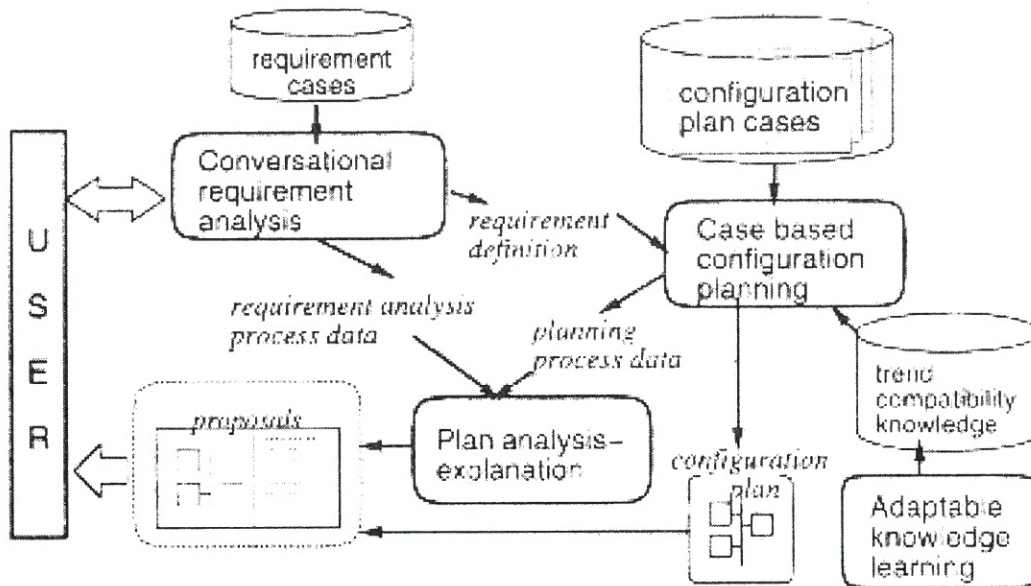 requirement
cases
configuration
plan cases
Conversational
requirement
analysis
requirement
definition
Case based
configuration
planning
USER
requirement analysis
process data
planning
process data
trend
compatibility
knowledge
proposals
Plan analysis–
explanation
configuration
plan
Adaptable
knowledge
learning